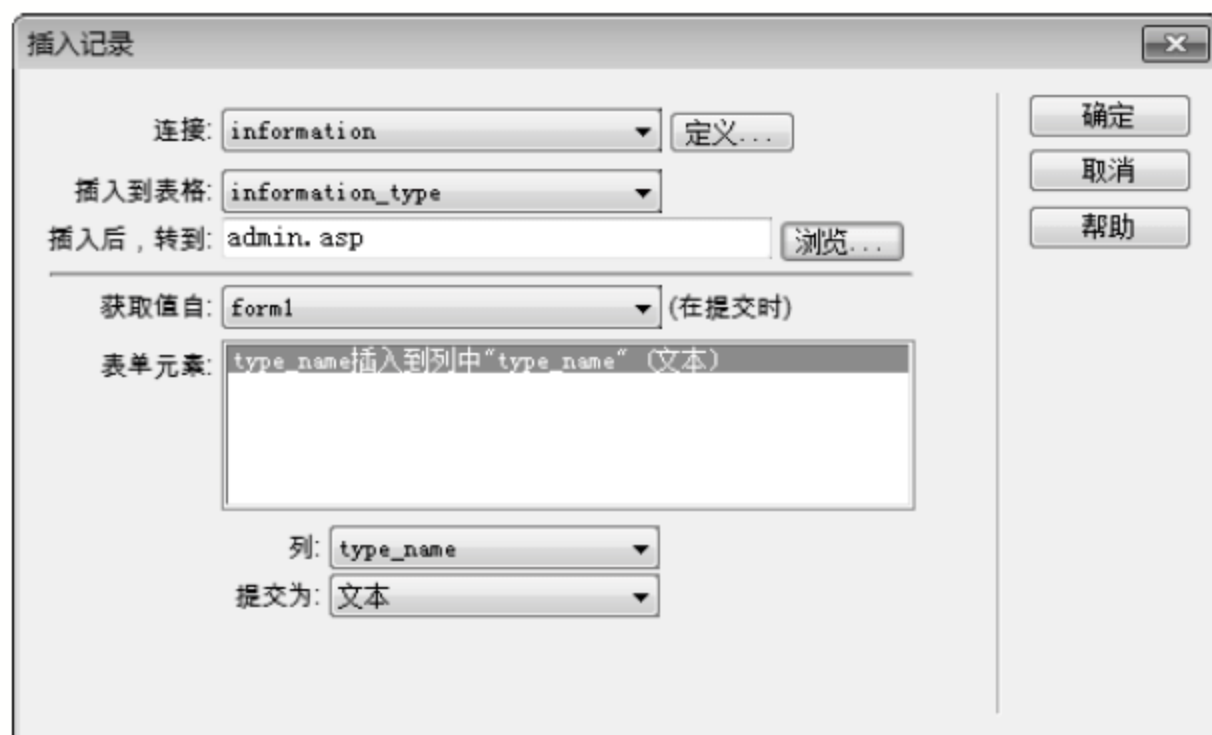 插入记录
连接: information 定义... 确定
插入到表格: information_type 取消
插入后，转到: admin.asp 浏览... 帮助
获取值自: form1 (在提交时)
表单元素: type_name插入到列中"type_name" (文本)
列: type_name
提交为: 文本